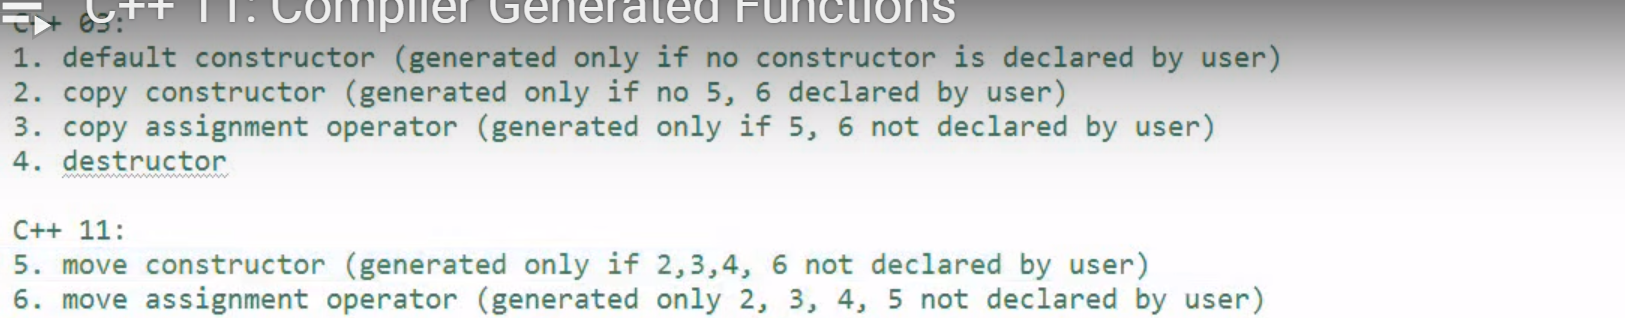 C++ 11: Compiler Generated Functions
C++ 03:
1. default constructor (generated only if no constructor is declared by user)
2. copy constructor (generated only if no 5, 6 declared by user)
3. copy assignment operator (generated only if 5, 6 not declared by user)
4. destructor
C++ 11:
5. move constructor (generated only if 2,3,4, 6 not declared by user)
6. move assignment operator (generated only 2, 3, 4, 5 not declared by user)